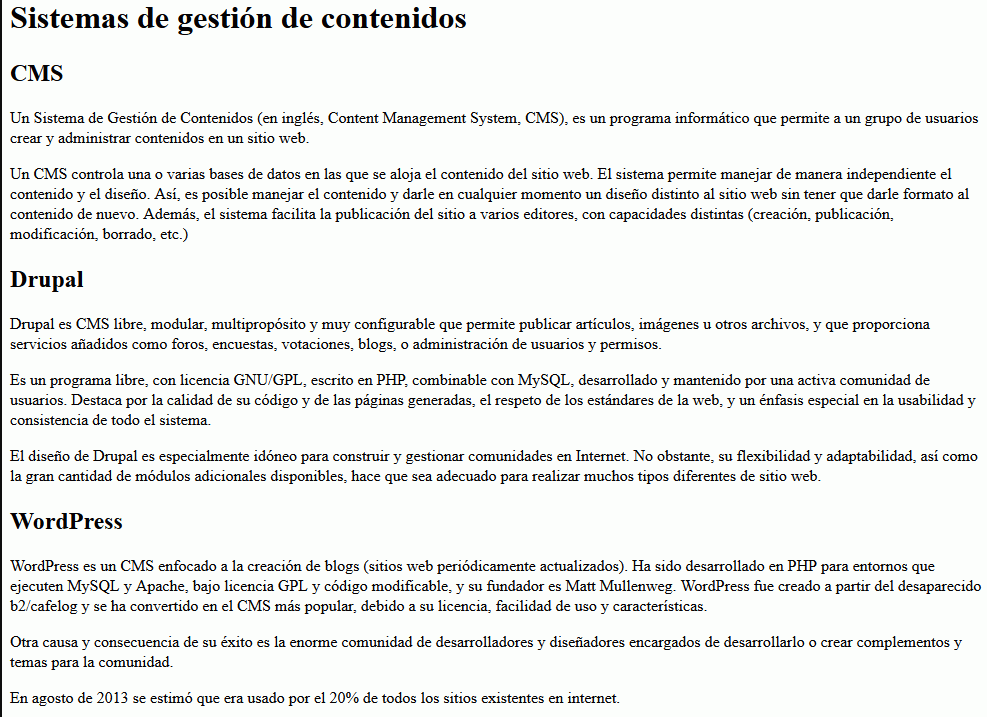 Sistemas de gestión de contenidos
CMS
Un Sistema de Gestión de Contenidos (en inglés, Content Management System, CMS), es un programa informático que permite a un grupo de usuarios
crear y administrar contenidos en un sitio web.
Un CMS controla una o varias bases de datos en las que se aloja el contenido del sitio web. El sistema permite manejar de manera independiente el
contenido y el diseño. Así, es posible manejar el contenido y darle en cualquier momento un diseño distinto al sitio web sin tener que darle formato al
contenido de nuevo. Además, el sistema facilita la publicación del sitio a varios editores, con capacidades distintas (creación, publicación,
modificación, borrado, etc.)
Drupal
Drupal es CMS libre, modular, multipropósito y muy configurable que permite publicar artículos, imágenes u otros archivos, y que proporciona
servicios añadidos como foros, encuestas, votaciones, blogs, o administración de usuarios y permisos.
Es un programa libre, con licencia GNU/GPL, escrito en PHP, combinable con MySQL, desarrollado y mantenido por una activa comunidad de
usuarios. Destaca por la calidad de su código y de las páginas generadas, el respeto de los estándares de la web, y un énfasis especial en la usabilidad y
consistencia de todo el sistema.
El diseño de Drupal es especialmente idóneo para construir y gestionar comunidades en Internet. No obstante, su flexibilidad y adaptabilidad, así como
la gran cantidad de módulos adicionales disponibles, hace que sea adecuado para realizar muchos tipos diferentes de sitio web.
WordPress
WordPress es un CMS enfocado a la creación de blogs (sitios web periódicamente actualizados). Ha sido desarrollado en PHP para entornos que
ejecuten MySQL y Apache, bajo licencia GPL y código modificable, y su fundador es Matt Mullenweg. WordPress fue creado a partir del desaparecido
b2/cafelog y se ha convertido en el CMS más popular, debido a su licencia, facilidad de uso y características.
Otra causa y consecuencia de su éxito es la enorme comunidad de desarrolladores y diseñadores encargados de desarrollarlo o crear complementos y
temas para la comunidad.
En agosto de 2013 se estimó que era usado por el 20% de todos los sitios existentes en internet.